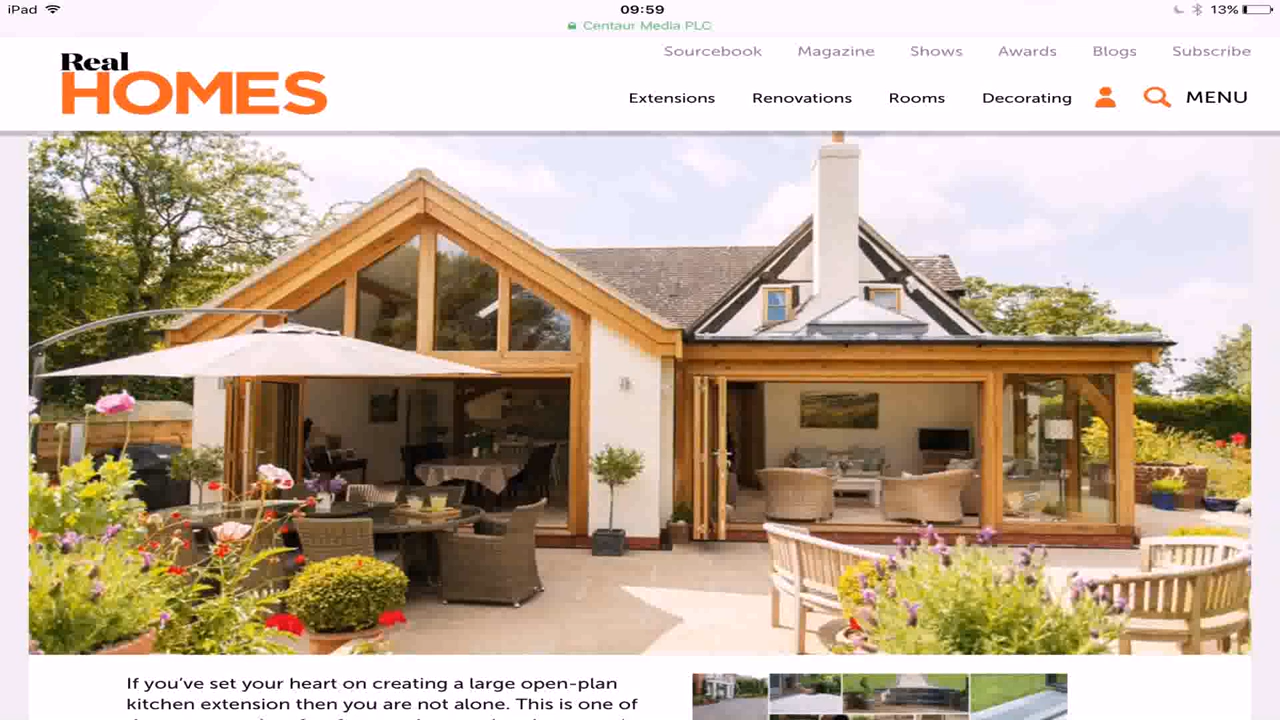 iPad 09:59 13%
Centaur Media PLC
Sourcebook Magazine Shows Awards Blogs Subscribe
Real
HOMES
Extensions Renovations Rooms Decorating MENU
If you've set your heart on creating a large open-plan
kitchen extension then you are not alone. This is one of